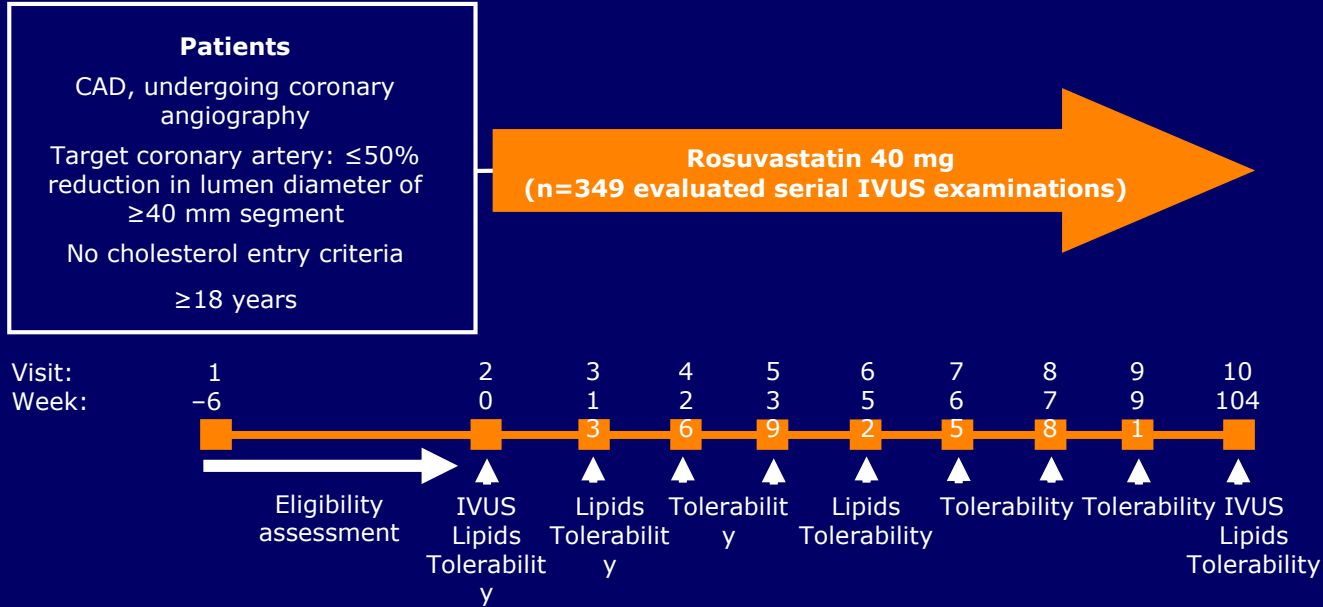 Patients
CAD, undergoing coronary
angiography
Target coronary artery: ≤50%
reduction in lumen diameter of
≥40 mm segment
No cholesterol entry criteria
≥18 years
Rosuvastatin 40 mg
(n=349 evaluated serial IVUS examinations)
Visit: 1 2 3 4 5 6 7 8 9 10
Week: –6 0 1 2 3 5 6 7 9 104
3 6 9 2 5 8 1
Eligibility
assessment
IVUS
Lipids
Tolerabilit
y
Lipids
Tolerabilit
y
Tolerabilit
y
Lipids
Tolerability
Tolerability
Tolerability
IVUS
Lipids
Tolerability